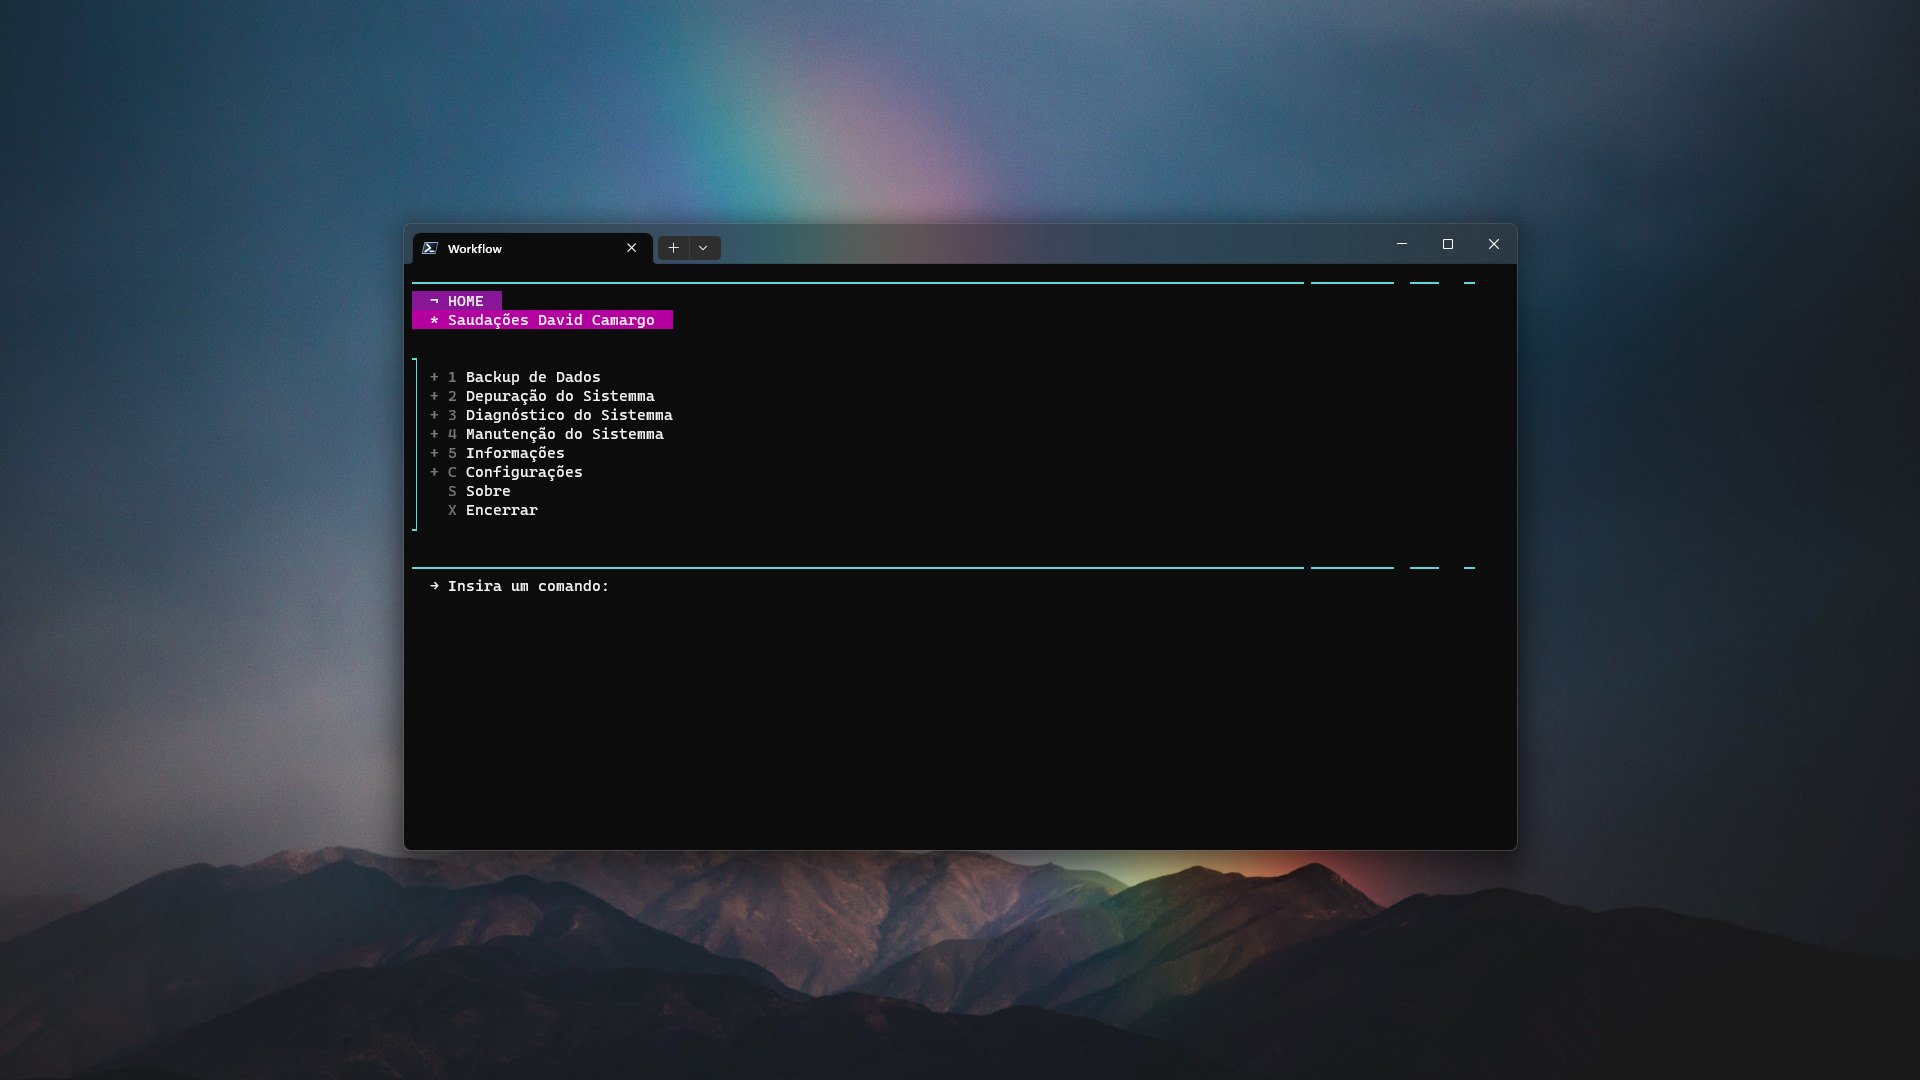 Workflow
¬ HOME
* Saudações David Camargo
+ 1 Backup de Dados
+ 2 Depuração do Sistemma
+ 3 Diagnóstico do Sistemma
+ 4 Manutenção do Sistemma
+ 5 Informações
+ C Configurações
S Sobre
X Encerrar
→ Insira um comando: